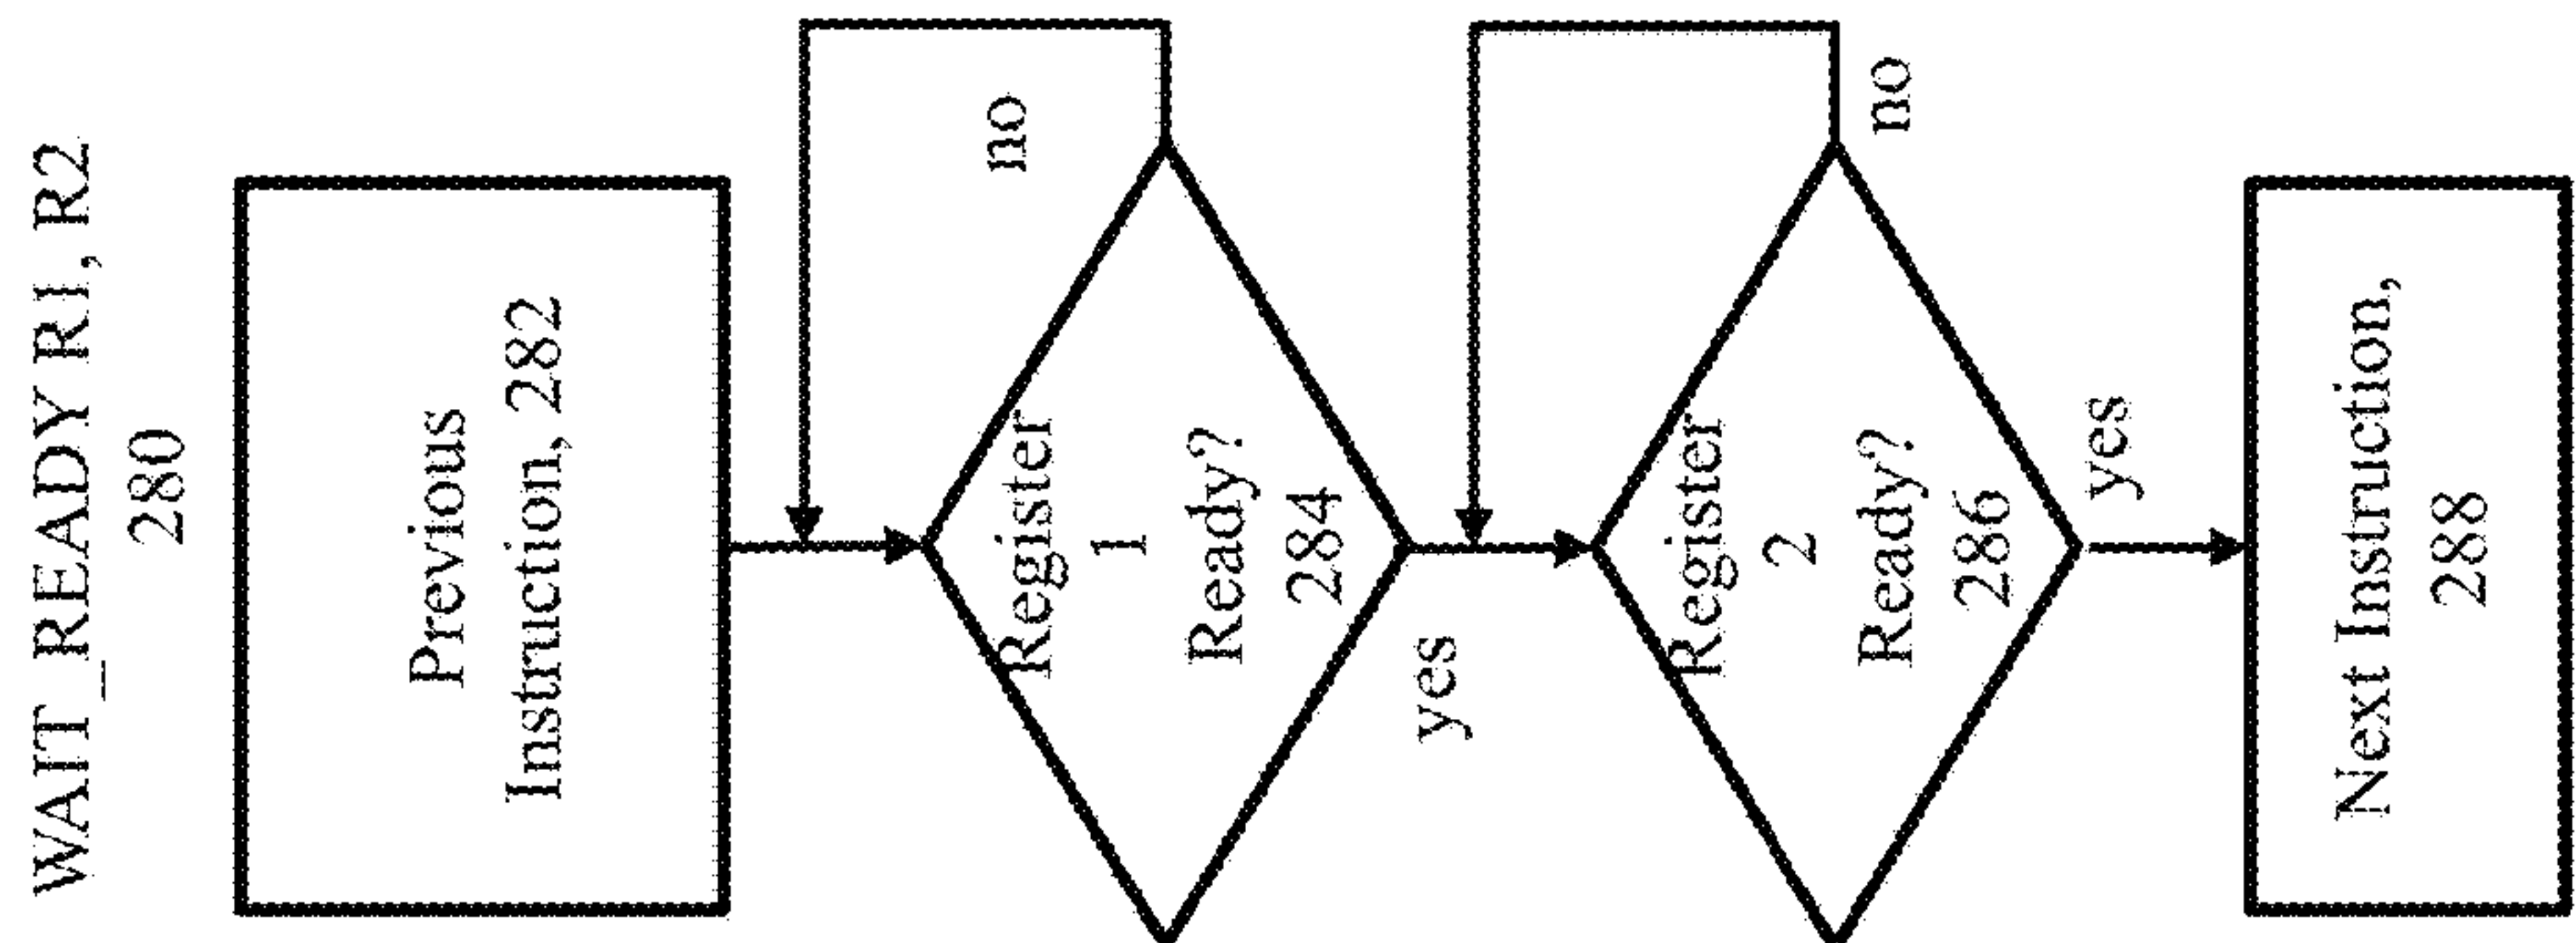 WAIT_READY R1, R2
280
Previous
Instruction, 282
no
Register
1
Ready?
284
yes
no
Register
2
Ready?
286
yes
Next Instruction,
288